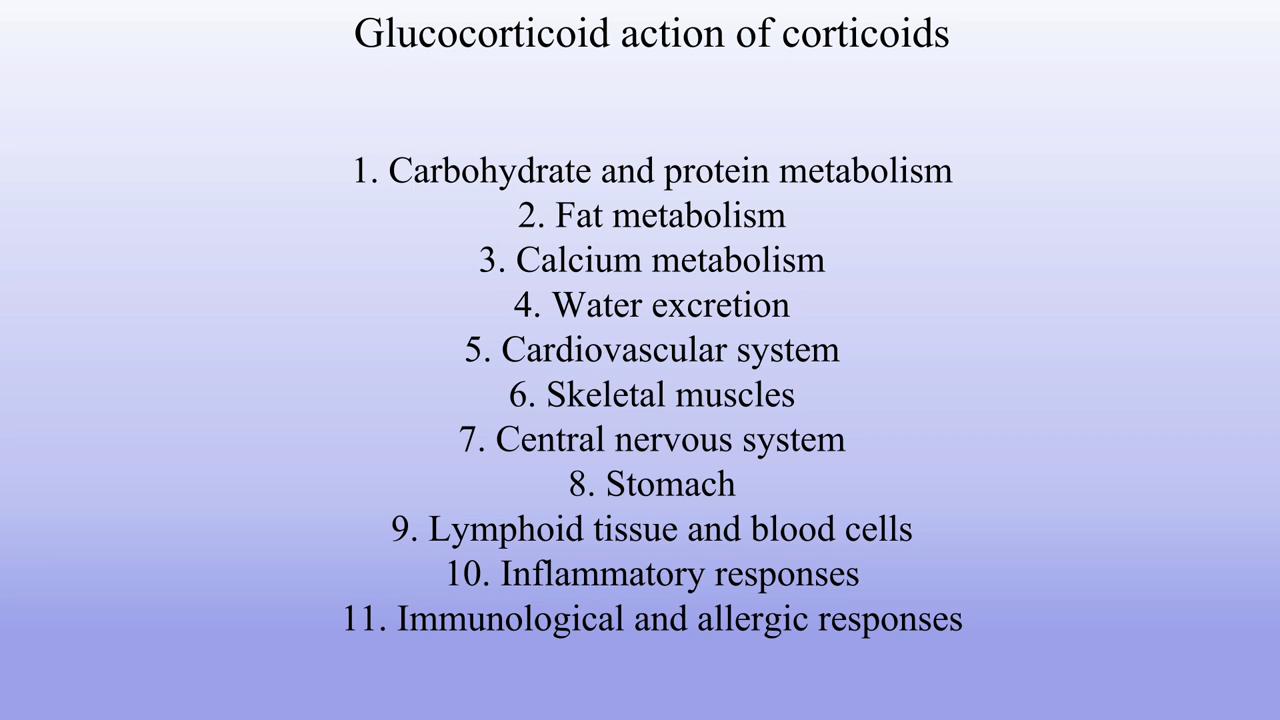 Glucocorticoid action of corticoids
1. Carbohydrate and protein metabolism
2. Fat metabolism
3. Calcium metabolism
4. Water excretion
5. Cardiovascular system
6. Skeletal muscles
7. Central nervous system
8. Stomach
9. Lymphoid tissue and blood cells
10. Inflammatory responses
11. Immunological and allergic responses